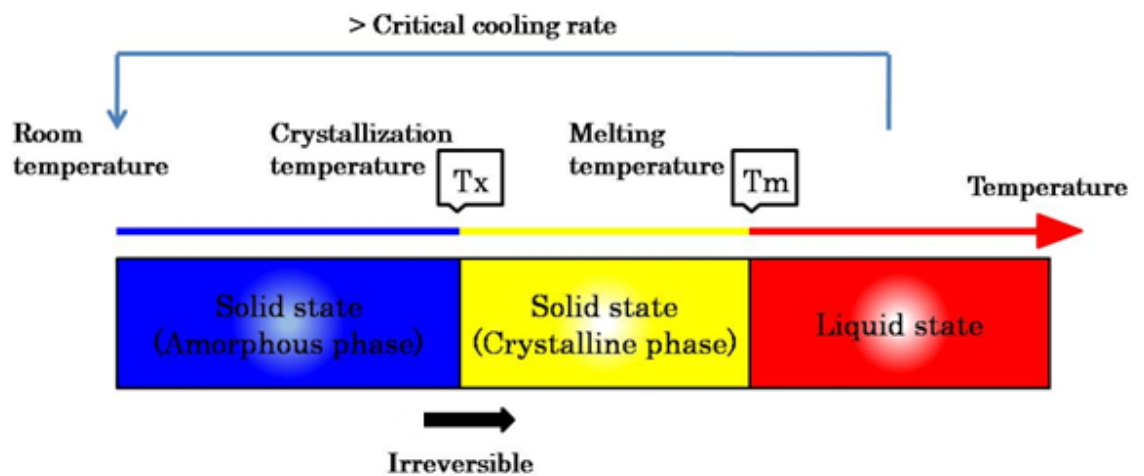 > Critical cooling rate
Room
temperature
Crystallization
temperature
Melting
temperature
Tx
Tm
Temperature
Solid state
(Amorphous phase)
Solid state
(Crystalline phase)
Liquid state
Irreversible